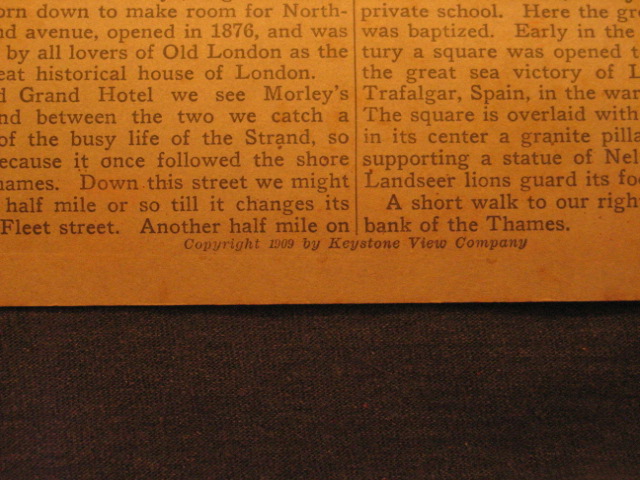 orn down to make room for North-
nd avenue, opened in 1876, and was
by all lovers of Old London as the
eat historical house of London.
d Grand Hotel we see Morley's
nd between the two we catch a
of the busy life of the Strand, so
ecause it once followed the shore
hames. Down this street we might
half mile or so till it changes its
Fleet street. Another half mile on
private school. Here the gr
was baptized. Early in the
tury a square was opened t
the great sea victory of
Trafalgar, Spain, in the war
The square is overlaid with
in its center a granite pilla
supporting a statue of Nel
Landseer lions guard its fo
A short walk to our righ
bank of the Thames.
Copyright 1909 by Keystone View Company